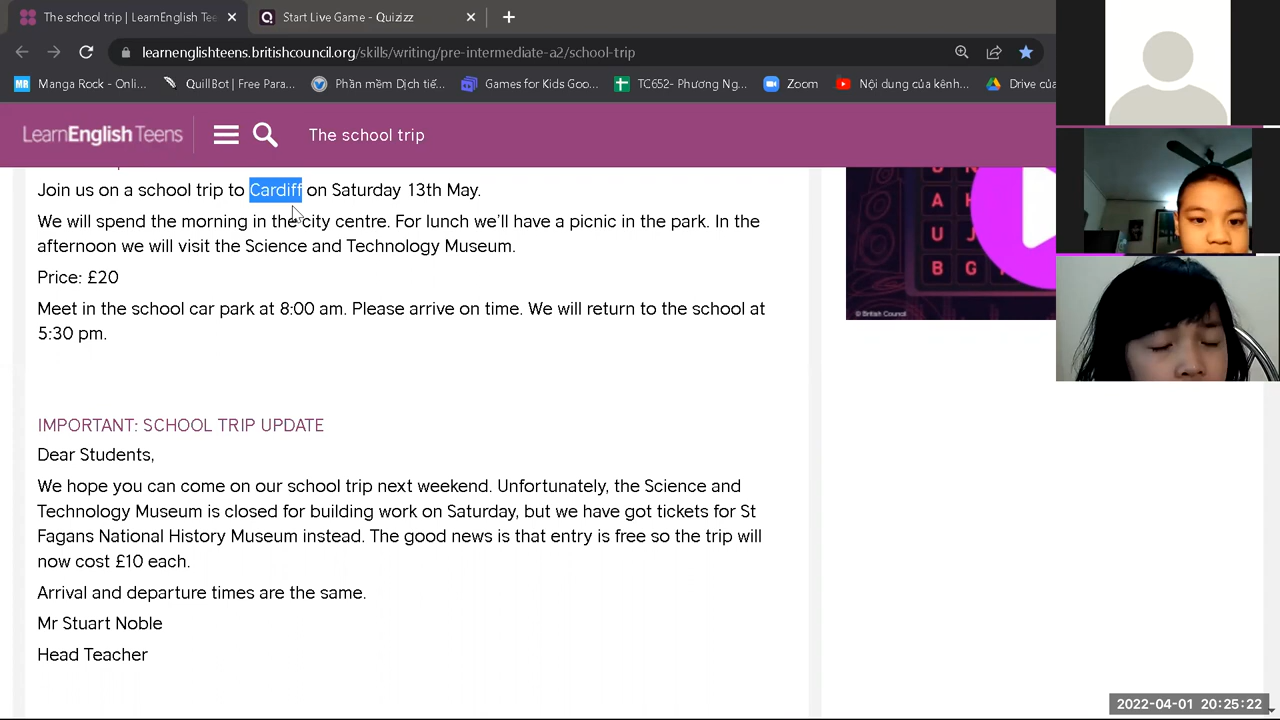 The school trip | LearnEnglish Tee
Start Live Game - Quizizz
learnenglishteens.britishcouncil.org/skills/writing/pre-intermediate-a2/school-trip
MR Manga Rock - Onli...
QuillBot | Free Para...
Phần mềm Dịch tiế...
Games for Kids Goo...
TC652- Phương Ng...
Zoom
Nội dung của kênh...
Drive củ
LearnEnglish Teens
The school trip
Join us on a school trip to Cardiff on Saturday 13th May.
We will spend the morning in the city centre. For lunch we'll have a picnic in the park. In the
afternoon we will visit the Science and Technology Museum.
Price: £20
Meet in the school car park at 8:00 am. Please arrive on time. We will return to the school at
5:30 pm.
A H
U J
B G
© British Council
IMPORTANT: SCHOOL TRIP UPDATE
Dear Students,
We hope you can come on our school trip next weekend. Unfortunately, the Science and
Technology Museum is closed for building work on Saturday, but we have got tickets for St
Fagans National History Museum instead. The good news is that entry is free so the trip will
now cost £10 each.
Arrival and departure times are the same.
Mr Stuart Noble
Head Teacher
2022-04-01 20:25:22